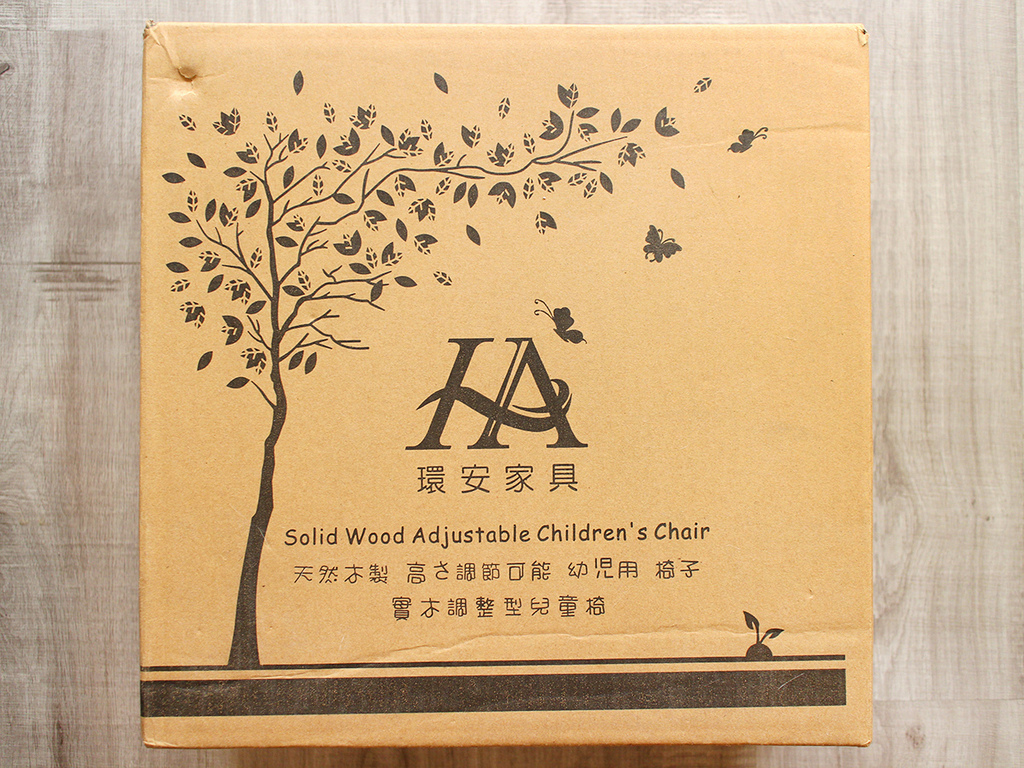 HA
環安家具
Solid Wood Adjustable Children's Chair
天然木製 高さ調節可能 幼児用 椅子
實木調整型兒童椅